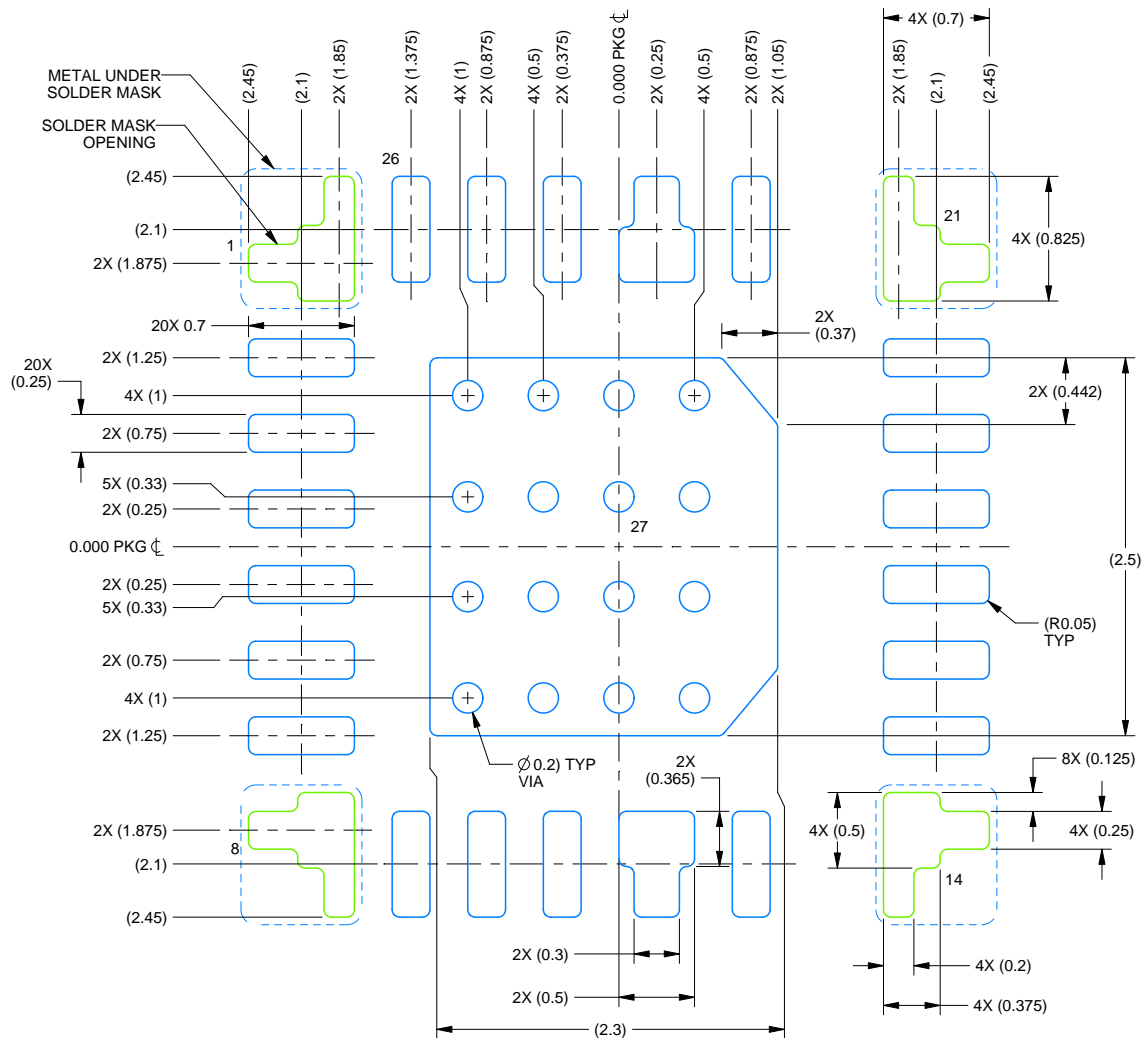 4X (0.7)
METAL UNDER
SOLDER MASK
SOLDER MASK
OPENING
(2.45)
(2.1)
2X (1.85)
2X (1.375)
4X (1)
2X (0.875)
4X (0.5)
2X (0.375)
0.000 PKG ℄
2X (0.25)
4X (0.5)
2X (0.875)
2X (1.05)
2X (1.85)
(2.1)
(2.45)
26
(2.45)
(2.1)
1
2X (1.875)
21
4X (0.825)
20X 0.7
2X
(0.37)
2X (1.25)
20X
(0.25)
4X (1)
2X (0.442)
2X (0.75)
5X (0.33)
2X (0.25)
27
0.000 PKG ℄
(2.5)
2X (0.25)
5X (0.33)
(R0.05)
TYP
2X (0.75)
4X (1)
2X (1.25)
Ø 0.2) TYP
VIA
2X
(0.365)
8X (0.125)
2X (1.875)
8
4X (0.5)
4X (0.25)
(2.1)
14
(2.45)
2X (0.3)
4X (0.2)
2X (0.5)
4X (0.375)
(2.3)